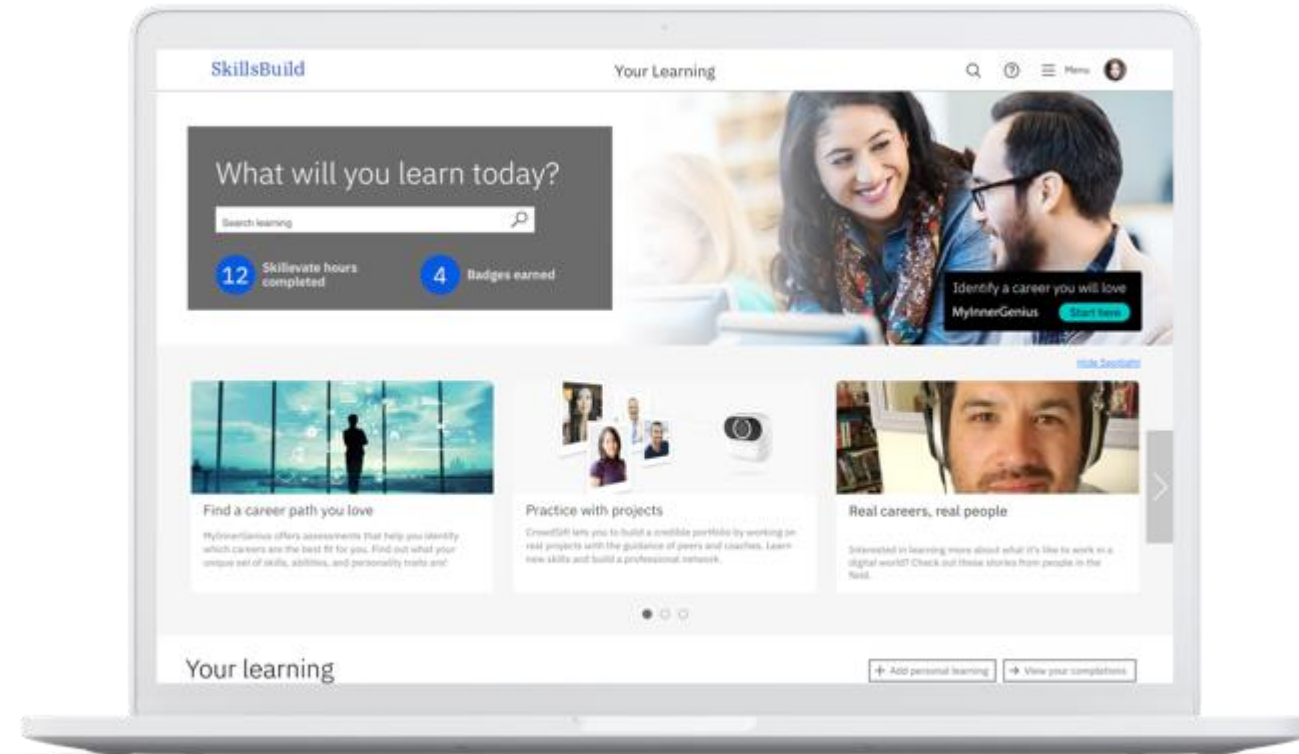 SkillsBuild
Your Learning
Menu
What will you learn today?
Search learning
12
Skillevate hours
completed
4
Badges earned
Identify a career you will love
MyInnerGenius
Start here
Hide Spotlight
Find a career path you love
MyInnerGenius offers assessments that help you identify
which careers are the best fit for you. Find out what your
unique set of skills, abilities, and personality traits are!
Practice with projects
CrowdSift lets you to build a credible portfolio by working on
real projects with the guidance of peers and coaches. Learn
new skills and build a professional network.
Real careers, real people
Interested in learning more about what it's like to work in a
digital world? Check out these stories from people in the
field.
Your learning
+ Add personal learning
→ View your completions